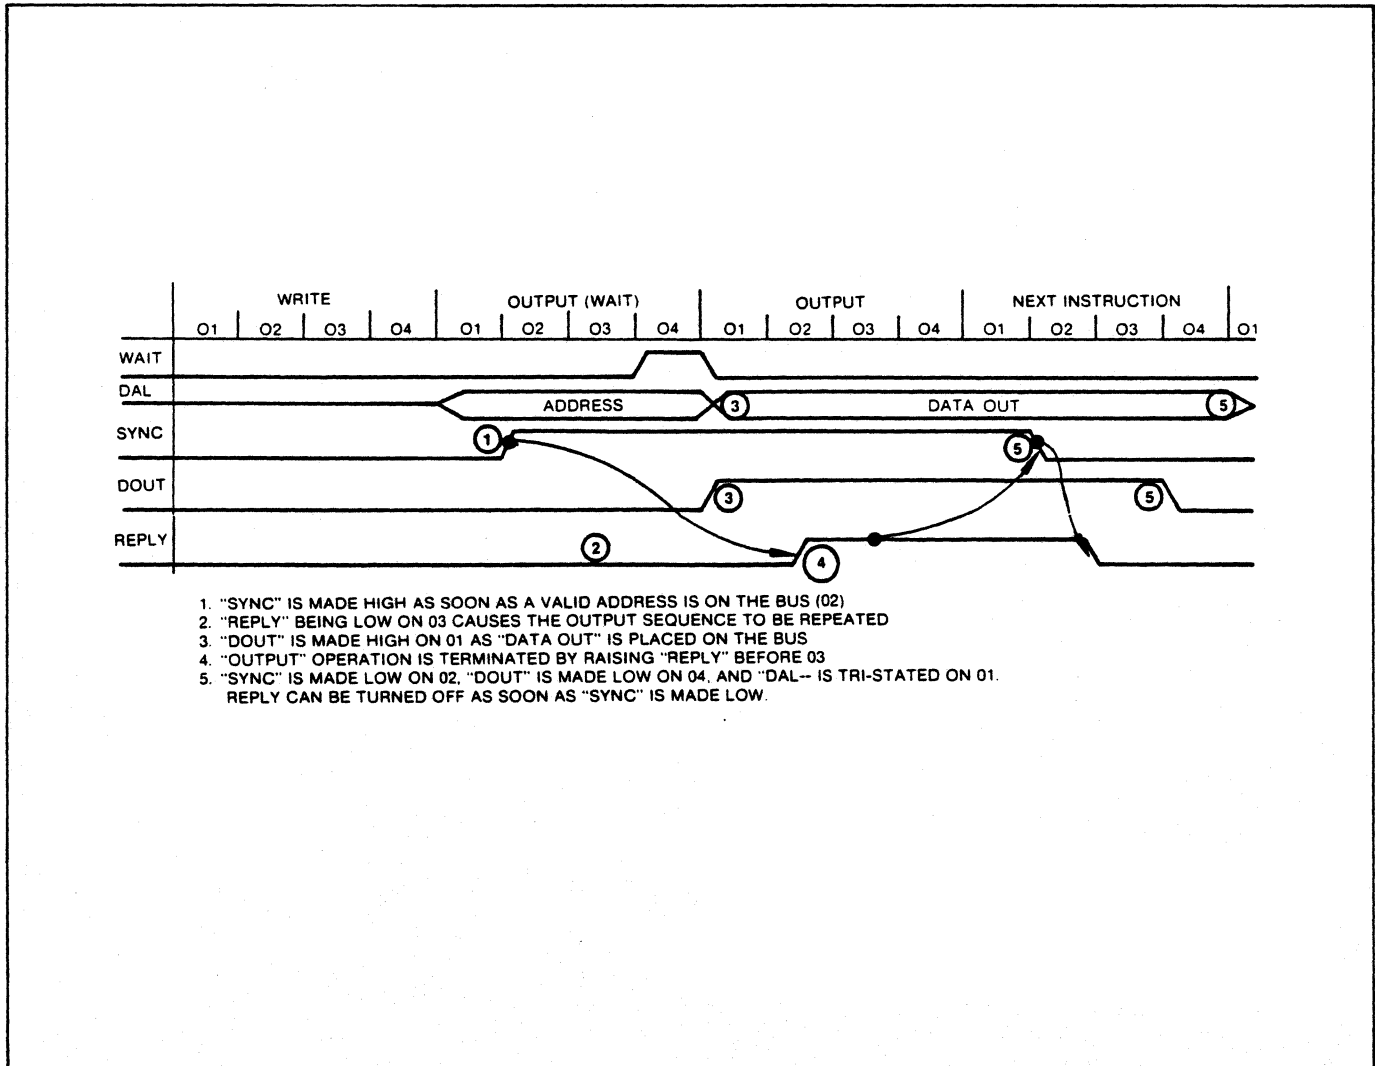 WRITE OUTPUT (WAIT) OUTPUT NEXT INSTRUCTION
O1 O2 O3 O4 O1 O2 O3 O4 O1 O2 O3 O4 O1 O2 O3 O4 O1
WAIT
DAL
ADDRESS 3 DATA OUT 5
SYNC
1 5
DOUT
3 5
REPLY
2 4
1. "SYNC" IS MADE HIGH AS SOON AS A VALID ADDRESS IS ON THE BUS (02)
2. "REPLY" BEING LOW ON 03 CAUSES THE OUTPUT SEQUENCE TO BE REPEATED
3. "DOUT" IS MADE HIGH ON 01 AS "DATA OUT" IS PLACED ON THE BUS
4. "OUTPUT" OPERATION IS TERMINATED BY RAISING "REPLY" BEFORE 03
5. "SYNC" IS MADE LOW ON 02, "DOUT" IS MADE LOW ON 04, AND "DAL-- IS TRI-STATED ON 01.
REPLY CAN BE TURNED OFF AS SOON AS "SYNC" IS MADE LOW.